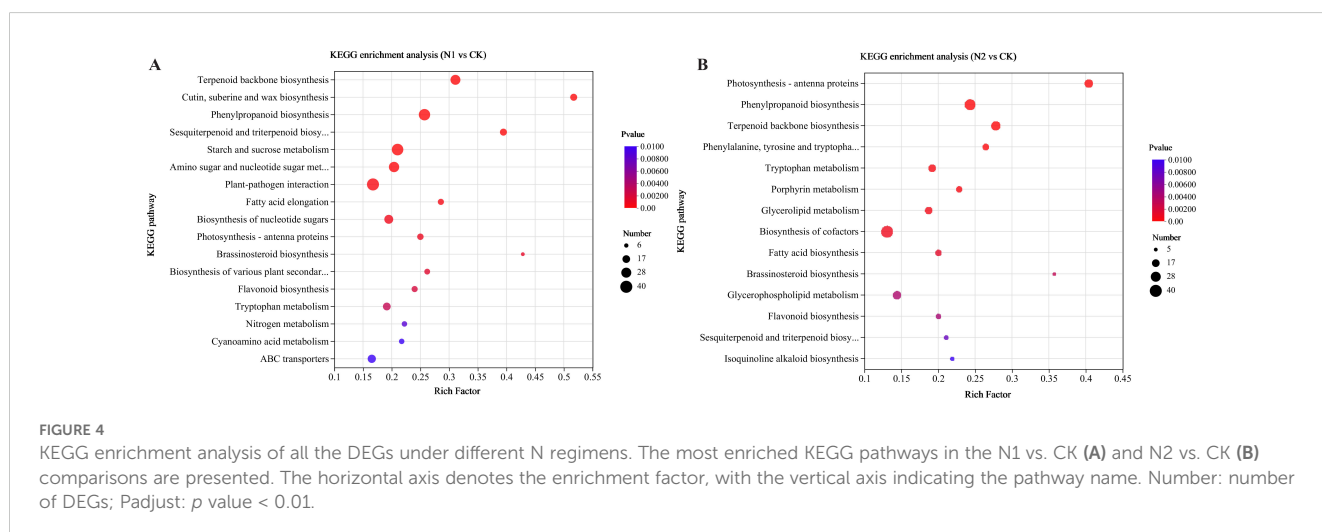 A
KEGG enrichment analysis (N1 vs CK)
KEGG pathway
Terpenoid backbone biosynthesis
Cutin, suberine and wax biosynthesis
Phenylpropanoid biosynthesis
Sesquiterpenoid and triterpenoid biosy...
Starch and sucrose metabolism
Amino sugar and nucleotide sugar met...
Plant-pathogen interaction
Fatty acid elongation
Biosynthesis of nucleotide sugars
Photosynthesis - antenna proteins
Brassinosteroid biosynthesis
Biosynthesis of various plant secondar...
Flavonoid biosynthesis
Tryptophan metabolism
Nitrogen metabolism
Cyanoamino acid metabolism
ABC transporters
0.1 0.15 0.2 0.25 0.3 0.35 0.4 0.45 0.5 0.55
Rich Factor
Pvalue
0.0100
0.00800
0.00600
0.00400
0.00200
0.00
Number
6
17
28
40
B
KEGG enrichment analysis (N2 vs CK)
KEGG pathway
Photosynthesis - antenna proteins
Phenylpropanoid biosynthesis
Terpenoid backbone biosynthesis
Phenylalanine, tyrosine and tryptopha...
Tryptophan metabolism
Porphyrin metabolism
Glycerolipid metabolism
Biosynthesis of cofactors
Fatty acid biosynthesis
Brassinosteroid biosynthesis
Glycerophospholipid metabolism
Flavonoid biosynthesis
Sesquiterpenoid and triterpenoid biosy...
Isoquinoline alkaloid biosynthesis
0.1 0.15 0.2 0.25 0.3 0.35 0.4 0.45
Rich Factor
Pvalue
0.0100
0.00800
0.00600
0.00400
0.00200
0.00
Number
5
17
28
40
FIGURE 4
KEGG enrichment analysis of all the DEGs under different N regimens. The most enriched KEGG pathways in the N1 vs. CK (A) and N2 vs. CK (B)
comparisons are presented. The horizontal axis denotes the enrichment factor, with the vertical axis indicating the pathway name. Number: number
of DEGs; Padjust: p value < 0.01.